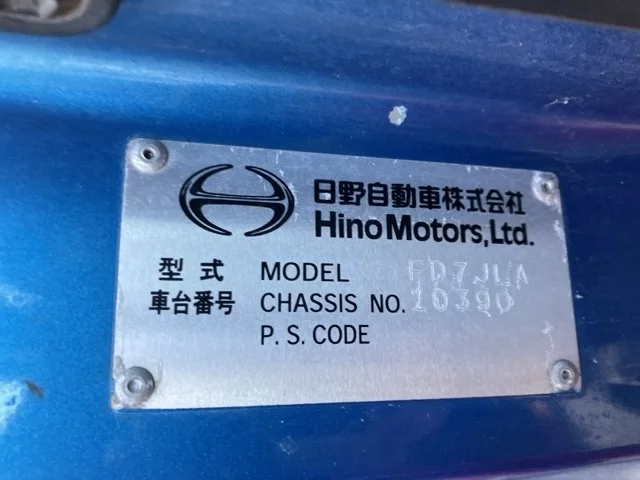 日野自動車株式会社
Hino Motors, Ltd.
型式 MODEL FD7JLA
車台番号 CHASSIS NO. 10390
P. S. CODE